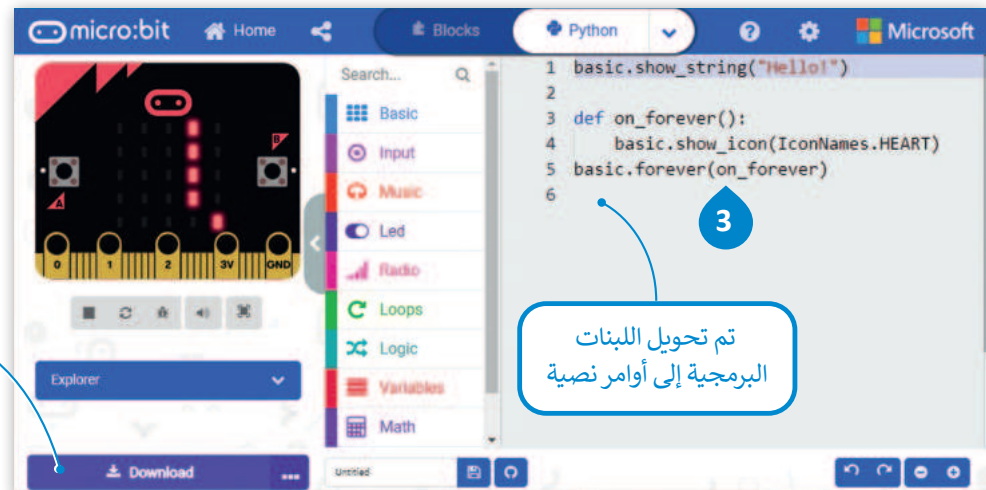 micro:bit Home Blocks Python Microsoft
Search...
Basic
Input
Music
Led
Radio
Loops
Logic
Variables
Math
A
B
0 1 2 3V GND
Explorer
Download ...
Untitled
1 basic.show_string("Hello!")
2
3 def on_forever():
4 basic.show_icon(IconNames.HEART)
5 basic.forever(on_forever)
6
3
تم تحويل اللبنات
البرمجية إلى أوامر نصية